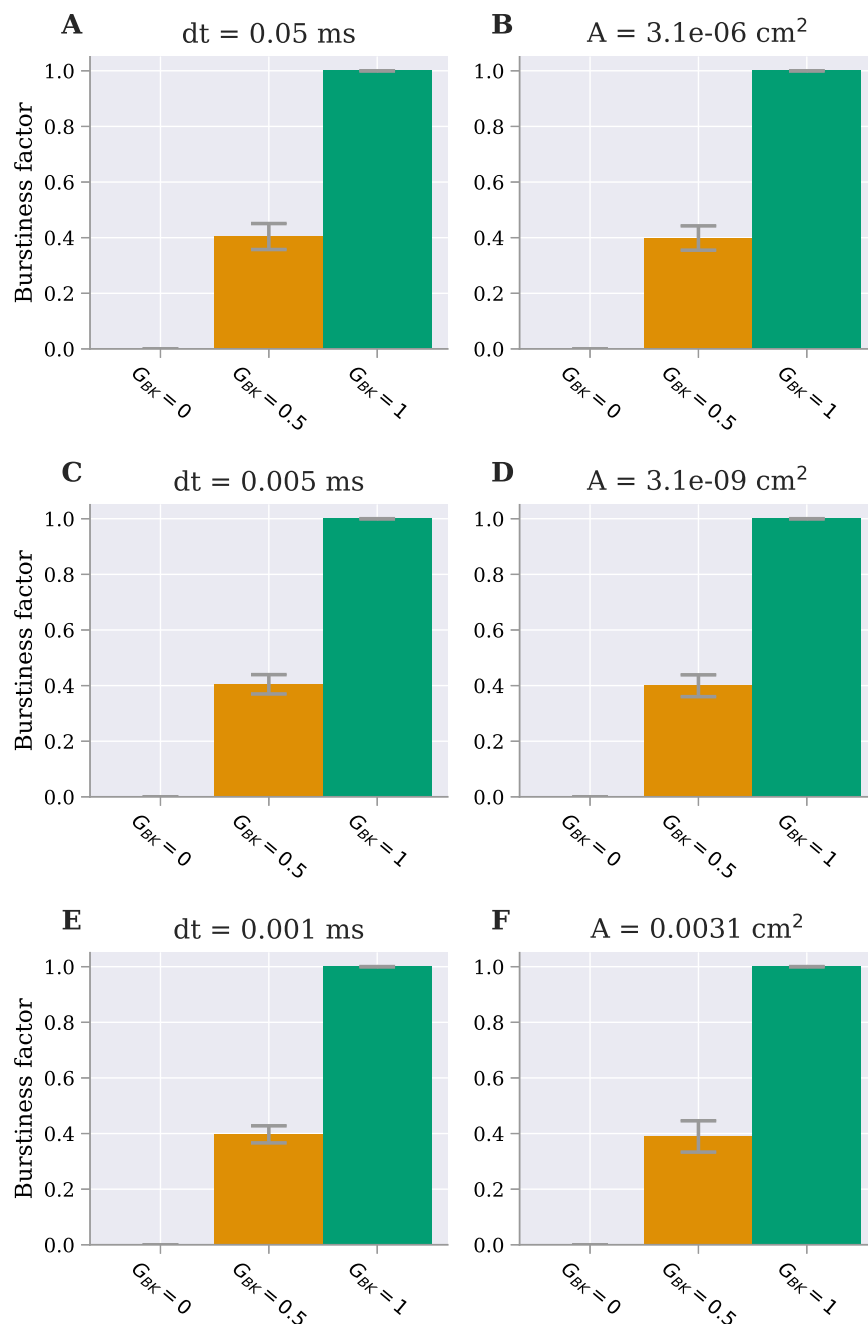 A
dt = 0.05 ms
Burstiness factor
1.0
0.8
0.6
0.4
0.2
0.0
G_BK = 0
G_BK = 0.5
G_BK = 1
B
A = 3.1e-06 cm²
1.0
0.8
0.6
0.4
0.2
0.0
G_BK = 0
G_BK = 0.5
G_BK = 1
C
dt = 0.005 ms
Burstiness factor
1.0
0.8
0.6
0.4
0.2
0.0
G_BK = 0
G_BK = 0.5
G_BK = 1
D
A = 3.1e-09 cm²
1.0
0.8
0.6
0.4
0.2
0.0
G_BK = 0
G_BK = 0.5
G_BK = 1
E
dt = 0.001 ms
Burstiness factor
1.0
0.8
0.6
0.4
0.2
0.0
G_BK = 0
G_BK = 0.5
G_BK = 1
F
A = 0.0031 cm²
1.0
0.8
0.6
0.4
0.2
0.0
G_BK = 0
G_BK = 0.5
G_BK = 1